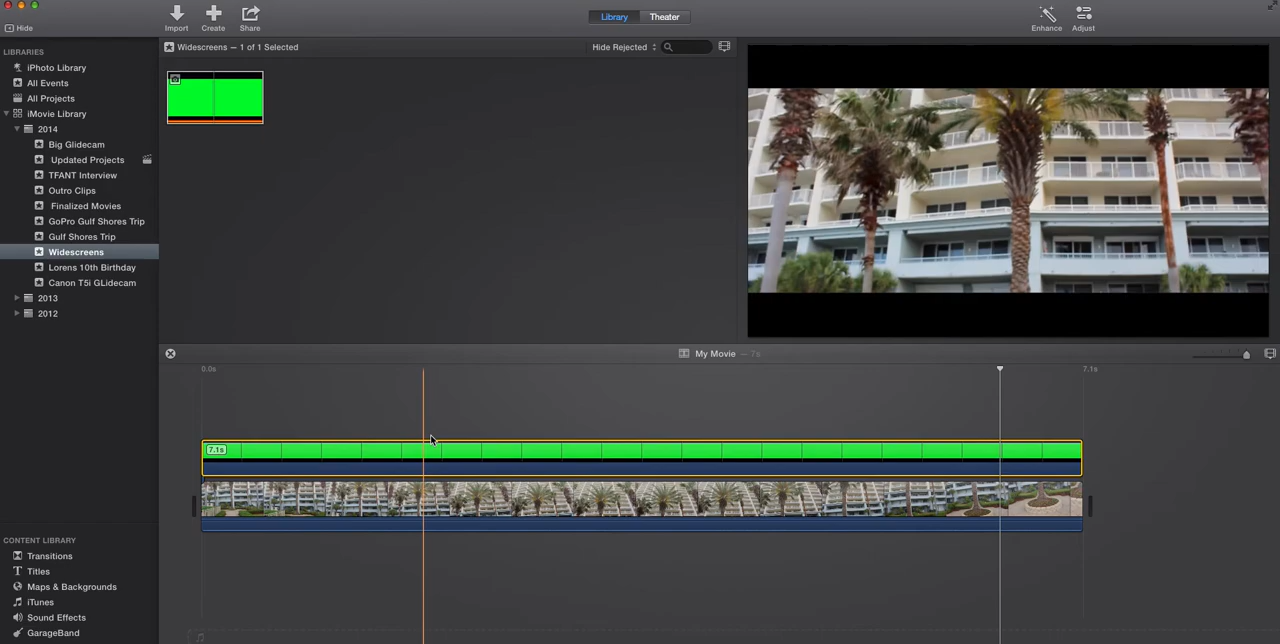 Hide
Import
Create
Share
Library
Theater
Enhance
Adjust
LIBRARIES
iPhoto Library
All Events
All Projects
iMovie Library
2014
Big Glidecam
Updated Projects
TFANT Interview
Outro Clips
Finalized Movies
GoPro Gulf Shores Trip
Gulf Shores Trip
Widescreens
Lorens 10th Birthday
Canon T5i GLidecam
2013
2012
Widescreens — 1 of 1 Selected
Hide Rejected
My Movie — 7s
0.0s
7.1s
7.1s
CONTENT LIBRARY
Transitions
Titles
Maps & Backgrounds
iTunes
Sound Effects
GarageBand